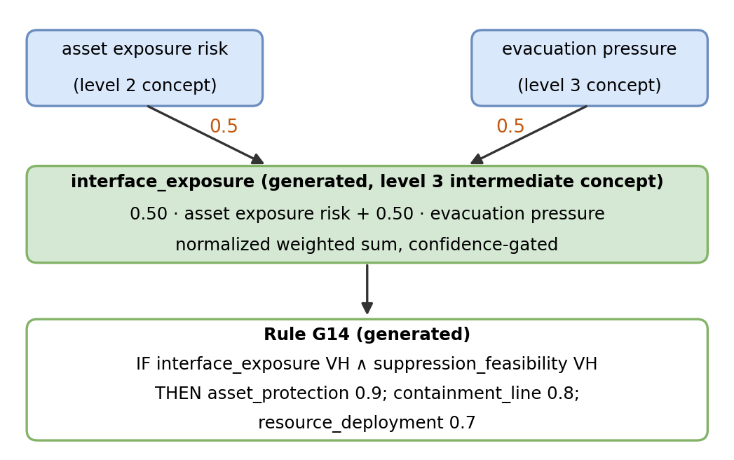 asset exposure risk
(level 2 concept)
evacuation pressure
(level 3 concept)
0.5
0.5
interface_exposure (generated, level 3 intermediate concept)
0.50 · asset exposure risk + 0.50 · evacuation pressure
normalized weighted sum, confidence-gated
Rule G14 (generated)
IF interface_exposure VH ∧ suppression_feasibility VH
THEN asset_protection 0.9; containment_line 0.8;
resource_deployment 0.7